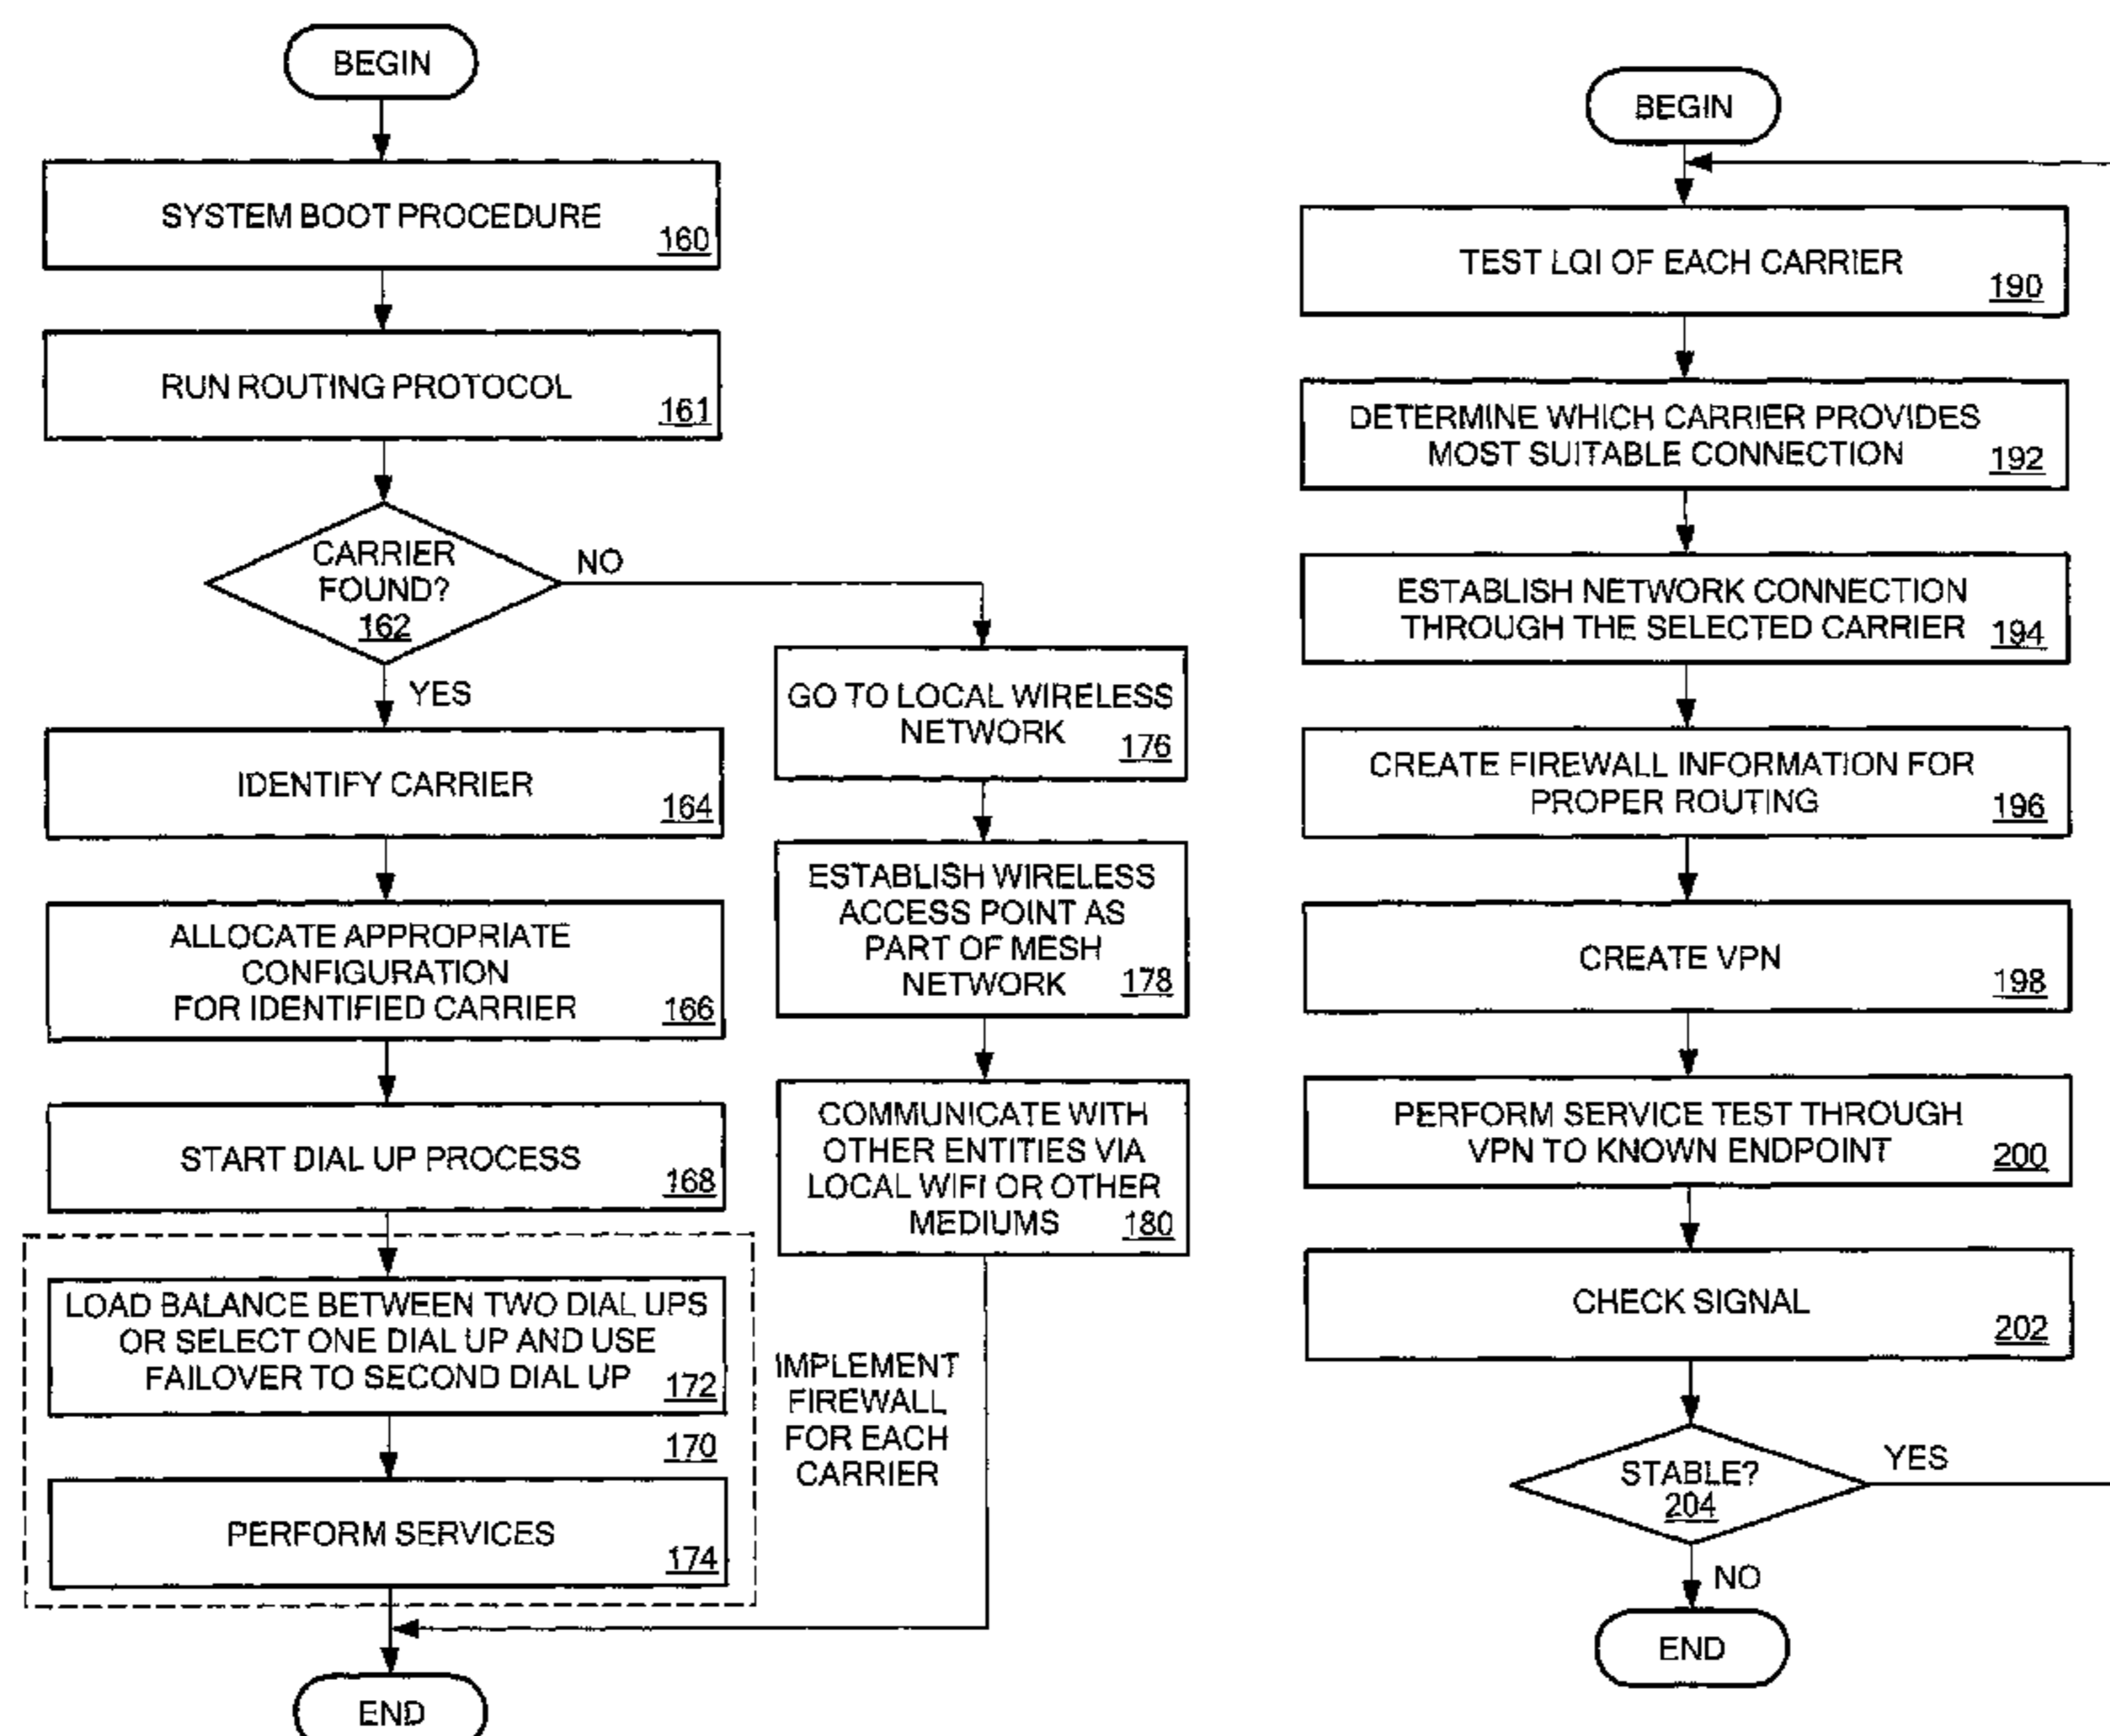 BEGIN
SYSTEM BOOT PROCEDURE
160
RUN ROUTING PROTOCOL
161
CARRIER
FOUND?
162
NO
YES
IDENTIFY CARRIER
164
ALLOCATE APPROPRIATE
CONFIGURATION
FOR IDENTIFIED CARRIER
166
START DIAL UP PROCESS
168
LOAD BALANCE BETWEEN TWO DIAL UPS
OR SELECT ONE DIAL UP AND USE
FAILOVER TO SECOND DIAL UP
172
170
PERFORM SERVICES
174
END
GO TO LOCAL WIRELESS
NETWORK
176
ESTABLISH WIRELESS
ACCESS POINT AS
PART OF MESH
NETWORK
178
COMMUNICATE WITH
OTHER ENTITIES VIA
LOCAL WIFI OR OTHER
MEDIUMS
180
IMPLEMENT
FIREWALL
FOR EACH
CARRIER
BEGIN
TEST LQI OF EACH CARRIER
190
DETERMINE WHICH CARRIER PROVIDES
MOST SUITABLE CONNECTION
192
ESTABLISH NETWORK CONNECTION
THROUGH THE SELECTED CARRIER
194
CREATE FIREWALL INFORMATION FOR
PROPER ROUTING
196
CREATE VPN
198
PERFORM SERVICE TEST THROUGH
VPN TO KNOWN ENDPOINT
200
CHECK SIGNAL
202
STABLE?
204
YES
NO
END